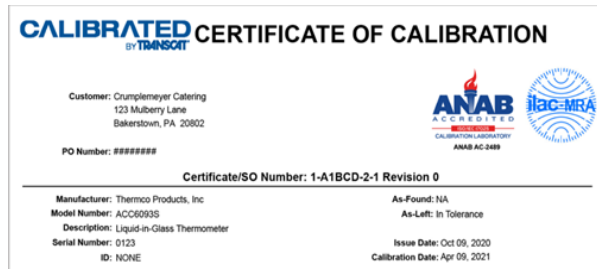 CALIBRATED
BY TRANSCAT
CERTIFICATE OF CALIBRATION
Customer: Crumplemeyer Catering
123 Mulberry Lane
Bakerstown, PA 20802
PO Number: ########
ANAB
ACCREDITED
ISO/IEC 17025
CALIBRATION LABORATORY
ANAB AC-2489
ilac-MRA
Certificate/SO Number: 1-A1BCD-2-1 Revision 0
Manufacturer: Thermco Products, Inc
Model Number: ACC6093S
Description: Liquid-in-Glass Thermometer
Serial Number: 0123
ID: NONE
As-Found: NA
As-Left: In Tolerance
Issue Date: Oct 09, 2020
Calibration Date: Apr 09, 2021